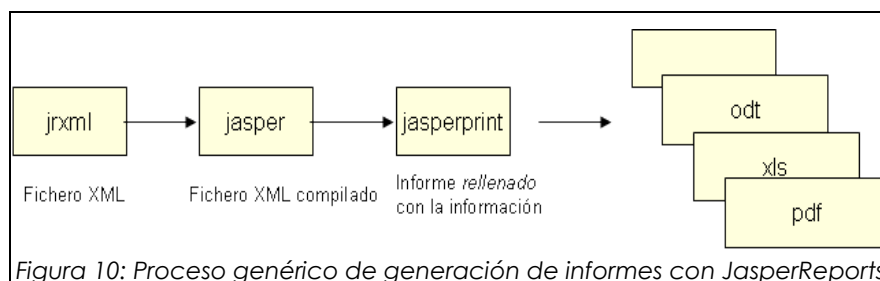 jrxml
jasper
jasperprint
odt
xls
pdf
Fichero XML
Fichero XML compilado
Informe rellenado
con la información
Figura 10: Proceso genérico de generación de informes con JasperReports